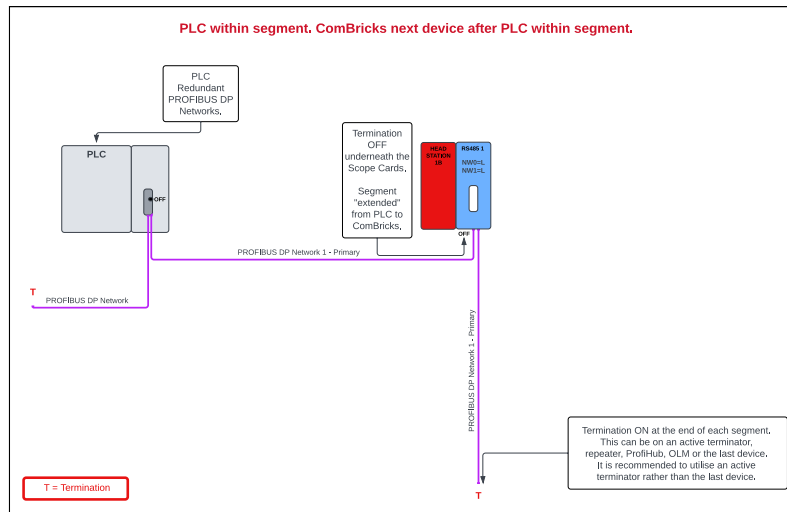 PLC within segment. ComBricks next device after PLC within segment.
PLC
Redundant
PROFIBUS DP
Networks.
PLC
OFF
Termination
OFF
underneath the
Scope Cards.
Segment
"extended"
from PLC to
ComBricks.
HEAD
STATION
1B
RS485 1
NW0=L
NW1=L
OFF
PROFIBUS DP Network 1 - Primary
T
PROFIBUS DP Network
PROFIBUS DP Network 1 - Primary
Termination ON at the end of each segment.
This can be on an active terminator,
repeater, ProfiHub, OLM or the last device.
It is recommended to utilise an active
terminator rather than the last device.
T
T = Termination